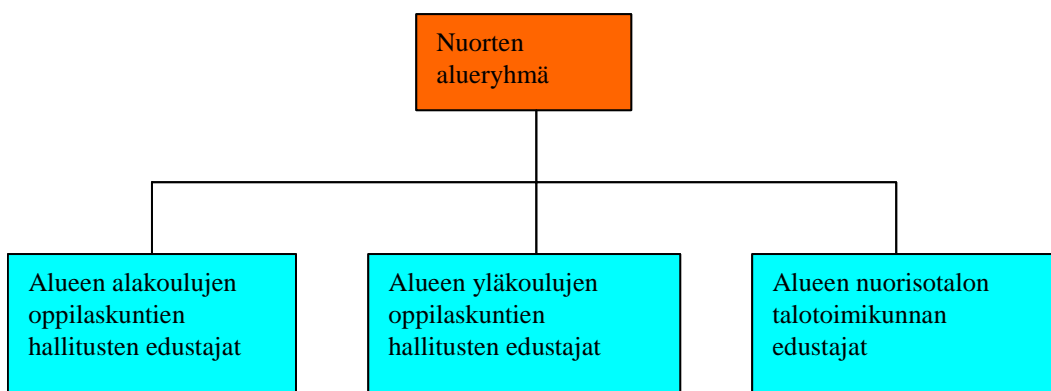 Nuorten
alueryhmä
Alueen alakoulujen
oppilaskuntien
hallitusten edustajat
Alueen yläkoulujen
oppilaskuntien
hallitusten edustajat
Alueen nuorisotalon
talotoimikunnan
edustajat